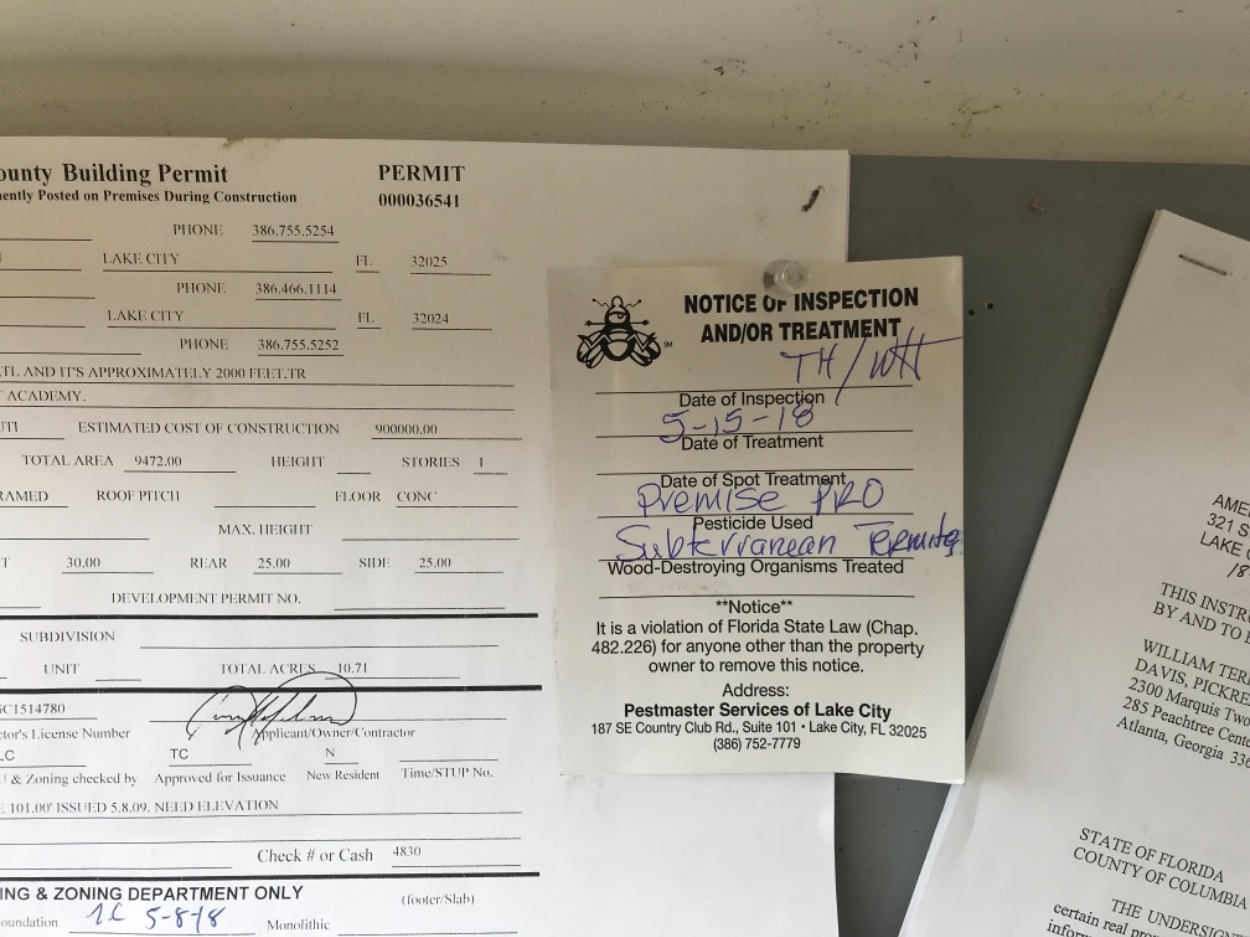 ounty Building Permit
PERMIT
ently Posted on Premises During Construction
000036541
PHONE 386.755.5254
LAKE CITY FL 32025
PHONE 386.466.1114
LAKE CITY FL 32024
PHONE 386.755.5252
TL AND IT'S APPROXIMATELY 2000 FEET.TR
ACADEMY.
ESTIMATED COST OF CONSTRUCTION 900000.00
TOTAL AREA 9472.00 HEIGHT STORIES 1
RAMED ROOF PITCH FLOOR CONC
MAX. HEIGHT
T 30.00 REAR 25.00 SIDE 25.00
DEVELOPMENT PERMIT NO.
SUBDIVISION
UNIT TOTAL ACRES 10.71
GC1514780
tor's License Number Applicant/Owner/Contractor
LC TC N
& Zoning checked by Approved for Issuance New Resident Time/STUP No.
E 101.00' ISSUED 5.8.09. NEED ELEVATION
Check # or Cash 4830
ING & ZONING DEPARTMENT ONLY (footer/Slab)
oundation 5-8-18 Monolithic
NOTICE OF INSPECTION
AND/OR TREATMENT
TH/WH
Date of Inspection
5-15-18
Date of Treatment
Date of Spot Treatment
Premise PRO
Pesticide Used
Subterranean Termites
Wood-Destroying Organisms Treated
**Notice**
It is a violation of Florida State Law (Chap.
482.226) for anyone other than the property
owner to remove this notice.
Address:
Pestmaster Services of Lake City
187 SE Country Club Rd., Suite 101 • Lake City, FL 32025
(386) 752-7779
AME
321 S
LAKE
18
THIS INSTR
BY AND TO
WILLIAM TER
DAVIS, PICKRE
2300 Marquis Two
285 Peachtree Cente
Atlanta, Georgia
STATE OF FLORIDA
COUNTY OF COLUMBIA
THE UNDERSIGN
certain real prop
inform